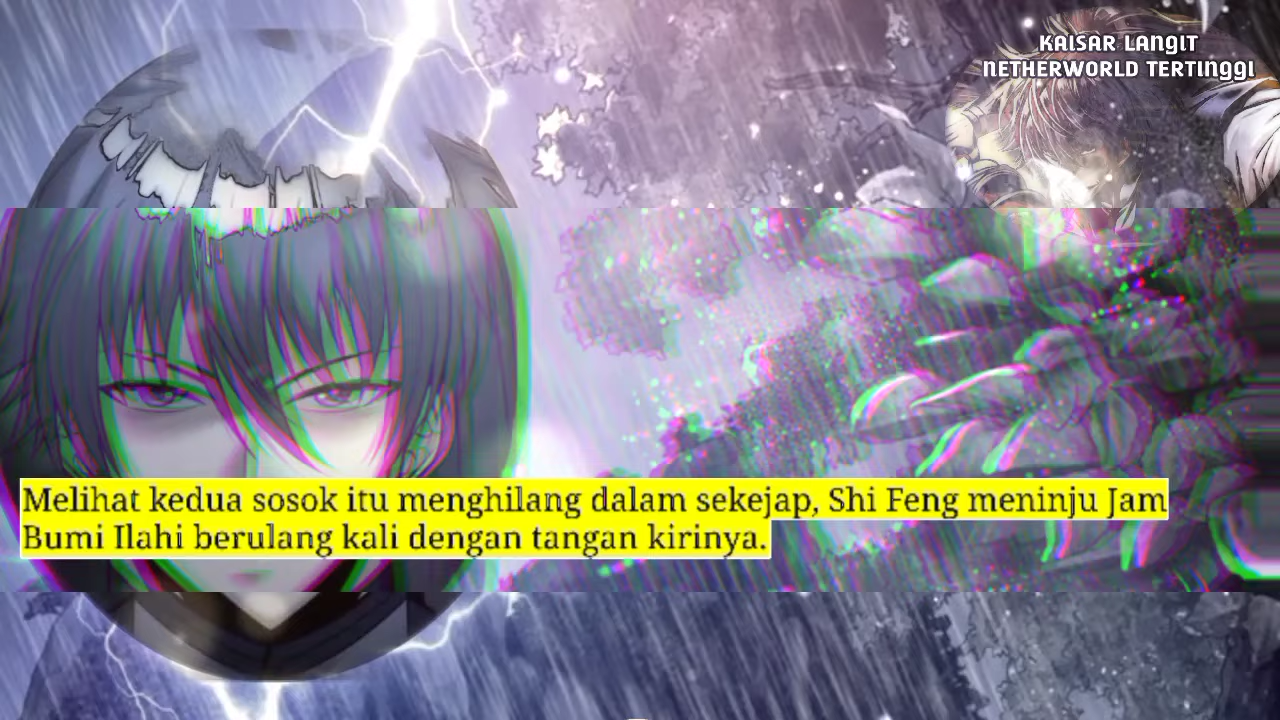 KAISAR LANGIT
NETHERWORLD TERTINGGI
Melihat kedua sosok itu menghilang dalam sekejap, Shi Feng meninju Jam
Bumi Ilahi berulang kali dengan tangan kirinya.